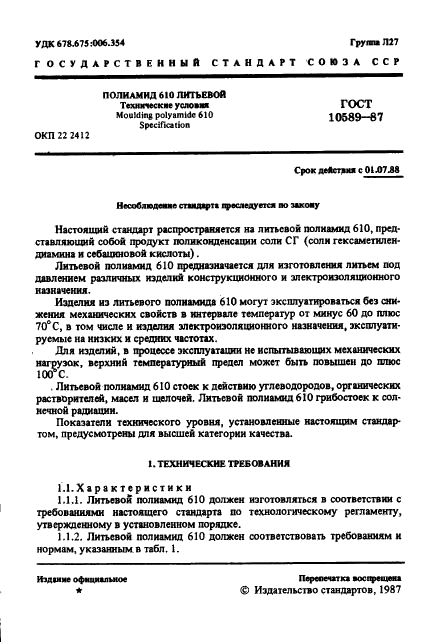 УДК 678.675:006.354
Группа Л27
ГОСУДАРСТВЕННЫЙ СТАНДАРТ СОЮЗА ССР
ПОЛИАМИД 610 ЛИТЬЕВОЙ
Технические условия
Moulding polyamide 610
Specification
ГОСТ
10589—87
ОКП 22 2412
Срок действия с 01.07.88
Несоблюдение стандарта преследуется по закону
Настоящий стандарт распространяется на литьевой полиамид 610, пред-
ставляющий собой продукт поликонденсации соли СГ (соли гексаметилен-
диамина и себациновой кислоты).
Литьевой полиамид 610 предназначается для изготовления литьем под
давлением различных изделий конструкционного и электроизоляционного
назначения.
Изделия из литьевого полиамида 610 могут эксплуатироваться без сни-
жения механических свойств в интервале температур от минус 60 до плюс
70°С, в том числе и изделия электроизоляционного назначения, эксплуати-
руемые на низких и средних частотах.
Для изделий, в процессе эксплуатации не испытывающих механических
нагрузок, верхний температурный предел может быть повышен до плюс
100°С.
Литьевой полиамид 610 стоек к действию углеводородов, органических
растворителей, масел и щелочей. Литьевой полиамид 610 грибостоек к сол-
нечной радиации.
Показатели технического уровня, установленные настоящим стандар-
том, предусмотрены для высшей категории качества.
1. ТЕХНИЧЕСКИЕ ТРЕБОВАНИЯ
1.1. Характеристики
1.1.1. Литьевой полиамид 610 должен изготовляться в соответствии с
требованиями настоящего стандарта по технологическому регламенту,
утвержденному в установленном порядке.
1.1.2. Литьевой полиамид 610 должен соответствовать требованиям и
нормам, указанным в табл. 1.
Издание официальное
Перепечатка воспрещена
★
© Издательство стандартов, 1987